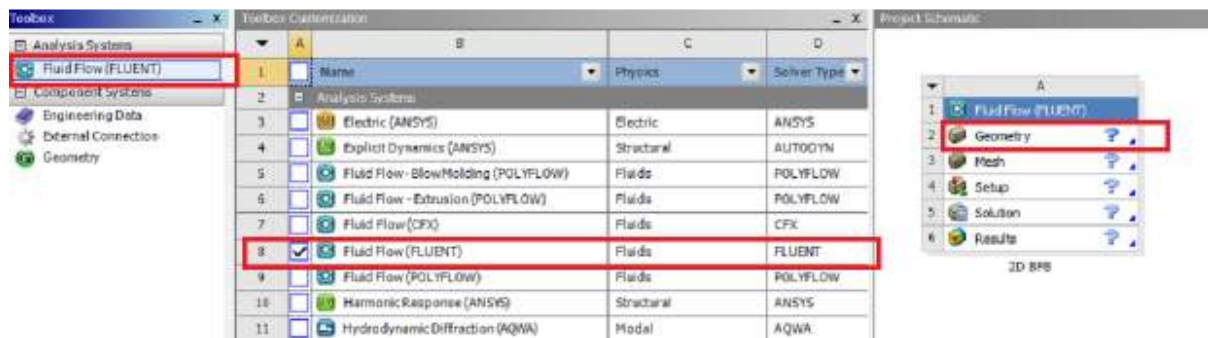 Toolbox
Analysis Systems
Fluid Flow (FLUENT)
Component Systems
Engineering Data
External Connection
Geometry
Toolbox Customization
A B C D
1 Name Physics Solver Type
2 Analysis Systems
3 Electric (ANSYS) Electric ANSYS
4 Explicit Dynamics (ANSYS) Structural AUTODYN
5 Fluid Flow - BlowMolding (POLYFLOW) Fluids POLYFLOW
6 Fluid Flow - Extrusion (POLYFLOW) Fluids POLYFLOW
7 Fluid Flow (CFX) Fluids CFX
8 Fluid Flow (FLUENT) Fluids FLUENT
9 Fluid Flow (POLYFLOW) Fluids POLYFLOW
10 Harmonic Response (ANSYS) Structural ANSYS
11 Hydrodynamic Diffraction (AQWA) Modal AQWA
Project Schematic
A
1 Fluid Flow (FLUENT)
2 Geometry ?
3 Mesh ?
4 Setup ?
5 Solution ?
6 Results ?
2D BFB